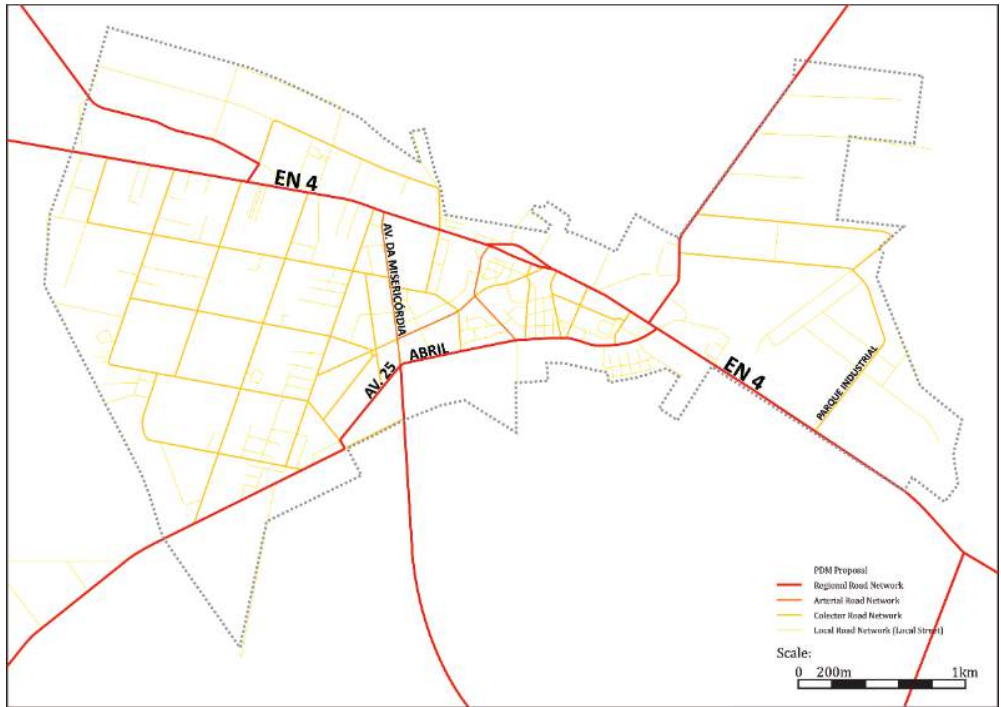 EN 4
AV. DA MISERICÓRDIA
AV. 25
ABRIL
EN 4
PARQUE INDUSTRIAL
PDM Proposal
Regional Road Network
Arterial Road Network
Colector Road Network
Local Road Network (Local Street)
Scale:
0 200m 1km